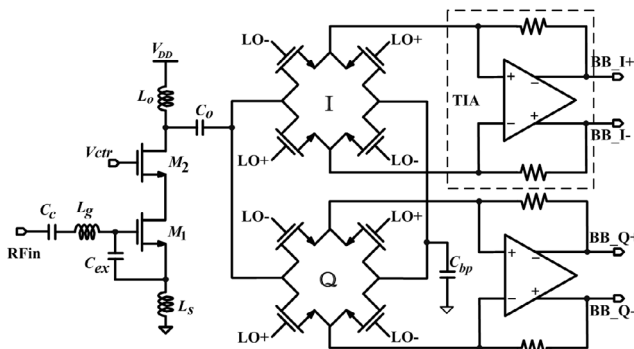 LO-
LO+
BB_I+
V_DD
L_o
C_o
I
TIA
+
−
−
+
Vctr
M_2
LO+
LO-
BB_I-
C_c
L_g
M_1
LO-
LO+
RFin
C_ex
BB_Q+
Q
C_bp
+
−
−
+
L_s
BB_Q-
LO+
LO-